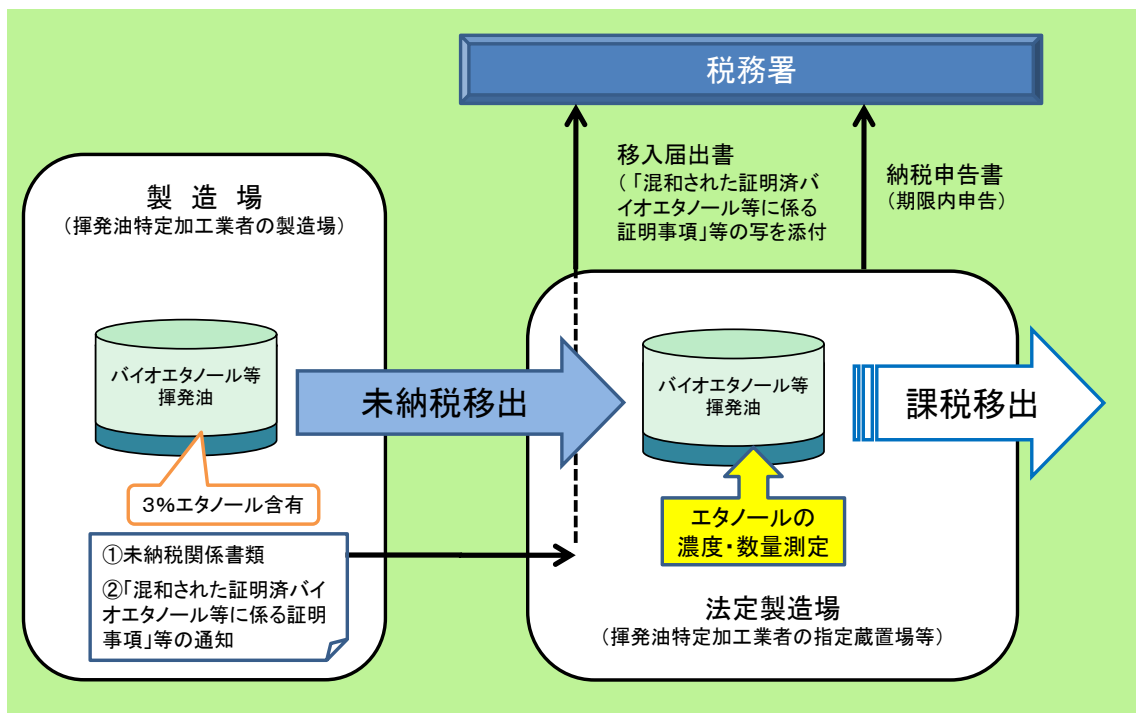 税務署
移入届出書
(「混和された証明済バ
イオエタノール等に係る
証明事項」等の写を添付
納税申告書
(期限内申告)
製 造 場
(揮発油特定加工業者の製造場)
バイオエタノール等
揮発油
3%エタノール含有
①未納税関係書類
②「混和された証明済バイ
オエタノール等に係る証明
事項」等の通知
未納税移出
バイオエタノール等
揮発油
エタノールの
濃度・数量測定
法定製造場
(揮発油特定加工業者の指定蔵置場等)
課税移出